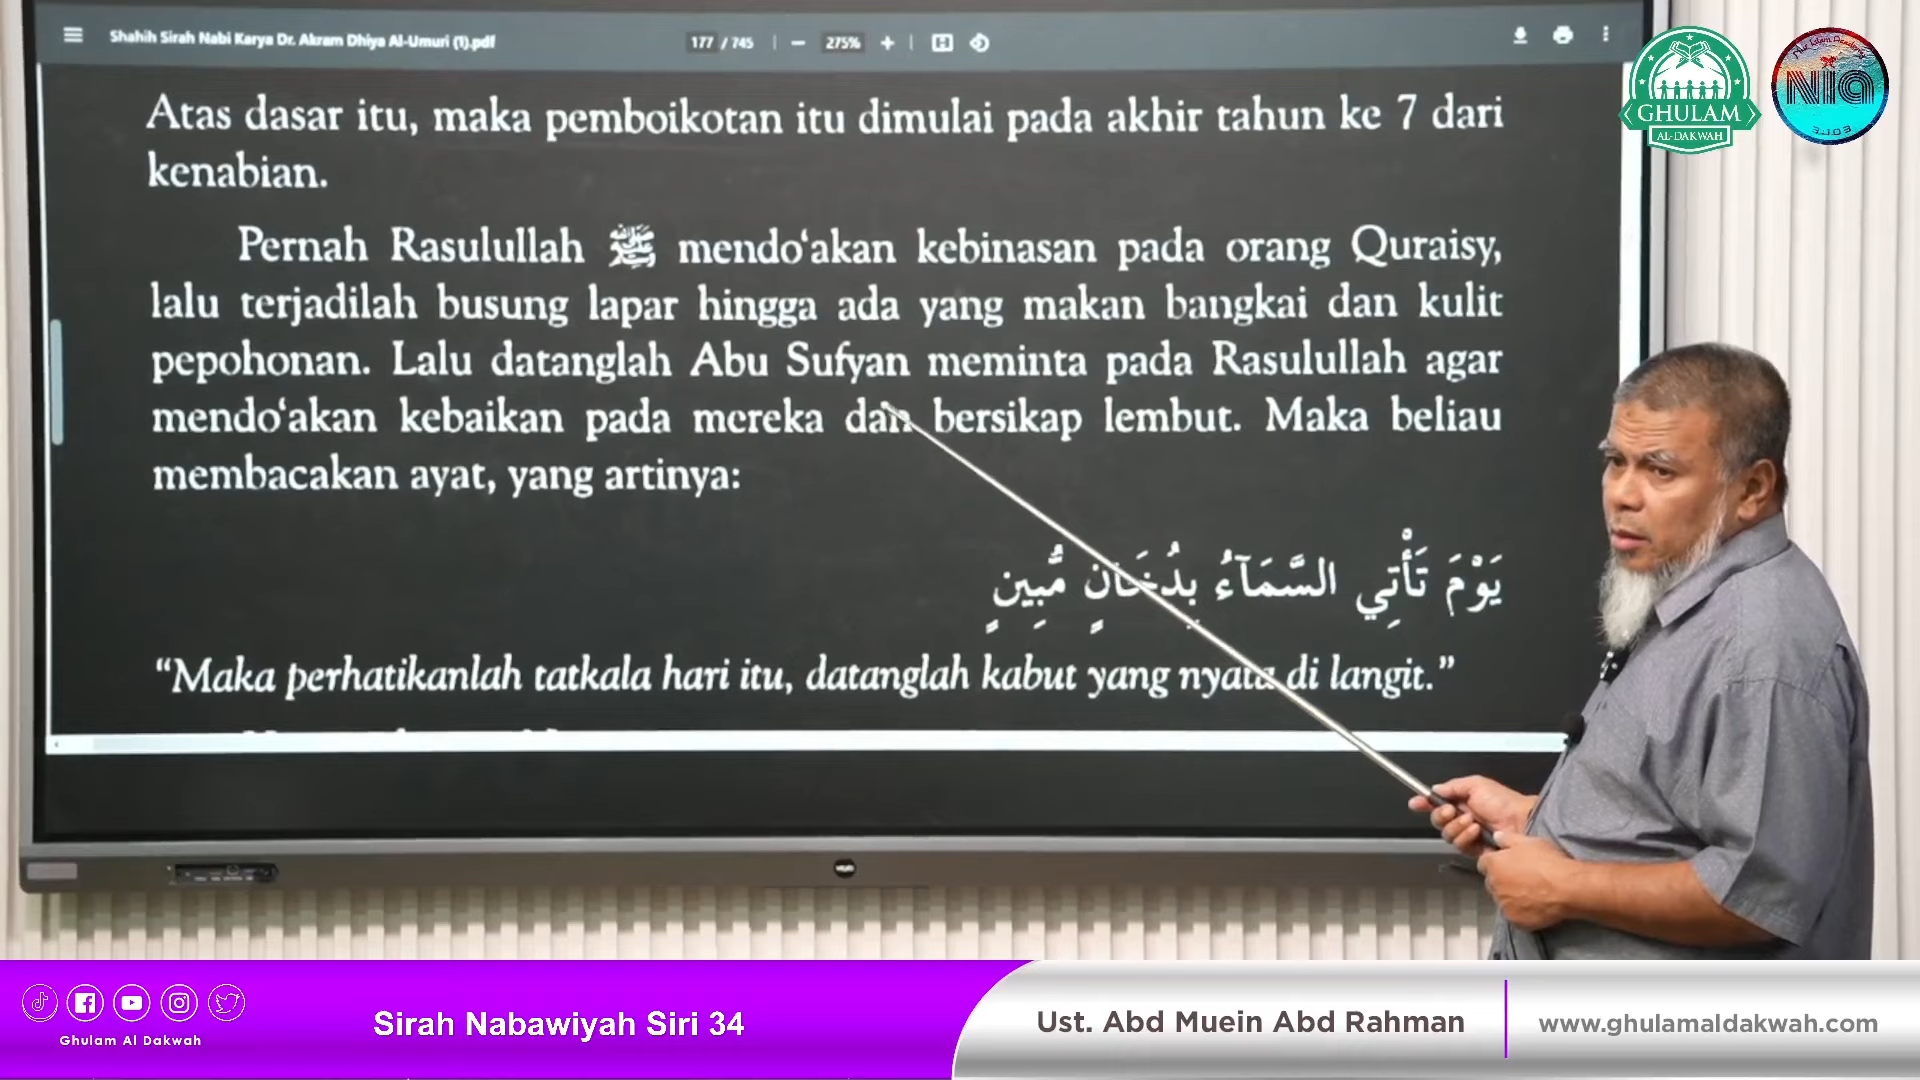 Shahih Sirah Nabi Karya Dr. Akram Dhiya Al-Umuri (1).pdf
177 / 745
275%
Atas dasar itu, maka pemboikotan itu dimulai pada akhir tahun ke 7 dari
kenabian.
Pernah Rasulullah ﷺ mendo‘akan kebinasan pada orang Quraisy,
lalu terjadilah busung lapar hingga ada yang makan bangkai dan kulit
pepohonan. Lalu datanglah Abu Sufyan meminta pada Rasulullah agar
mendo‘akan kebaikan pada mereka dan bersikap lembut. Maka beliau
membacakan ayat, yang artinya:
يَوْمَ تَأْتِي السَّمَآءُ بِدُخَانٍ مُّبِينٍ
“Maka perhatikanlah tatkala hari itu, datanglah kabut yang nyata di langit.”
GHULAM
AL-DAKWAH
NIA
Sirah Nabawiyah Siri 34
Ghulam Al Dakwah
Ust. Abd Muein Abd Rahman
www.ghulamaldakwah.com